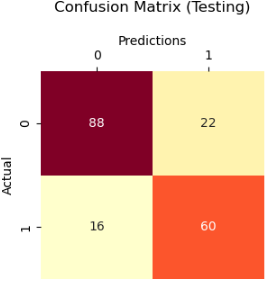 Confusion Matrix (Testing)
Predictions
0 1
Actual
0 88 22
1 16 60